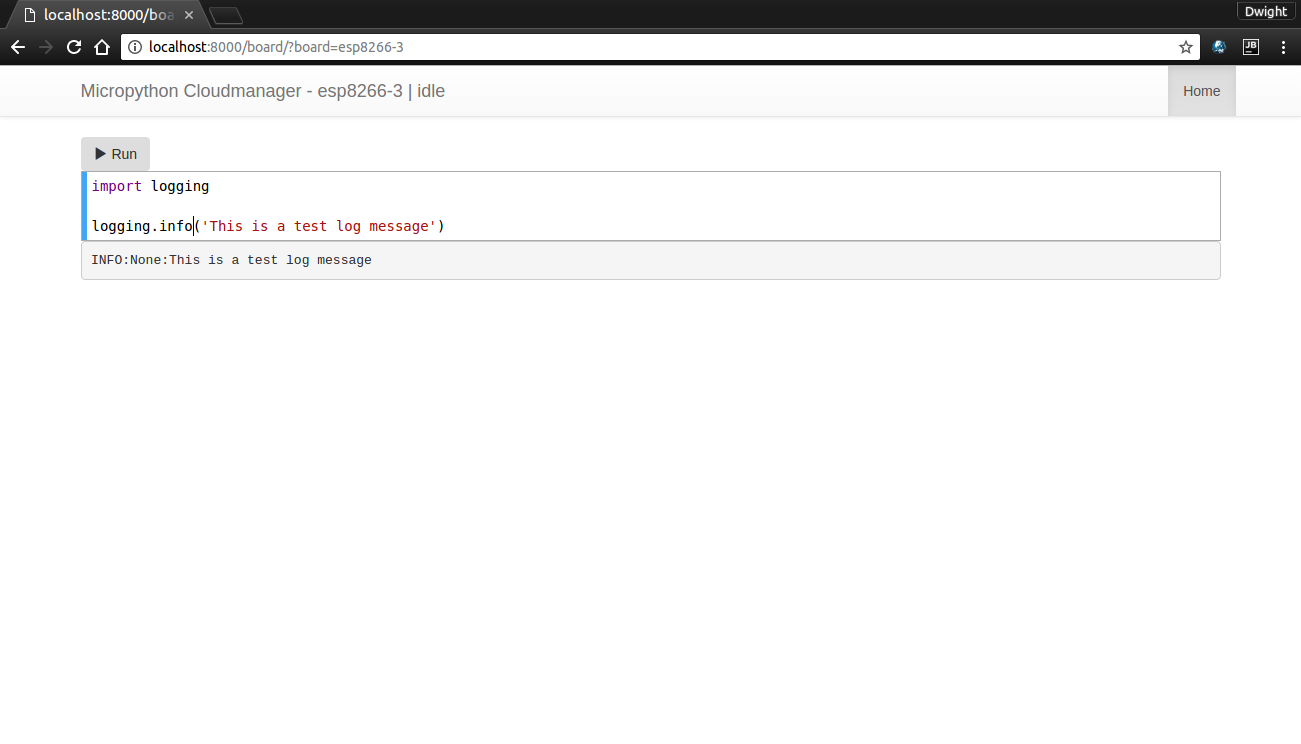 localhost:8000/boa
Dwight
localhost:8000/board/?board=esp8266-3
JB
Micropython Cloudmanager - esp8266-3 | idle
Home
Run
import logging
logging.info('This is a test log message')
INFO:None:This is a test log message